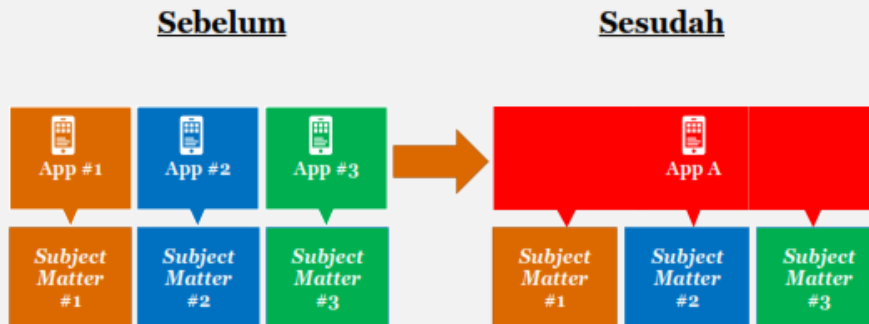 Sebelum
Sesudah
App #1
App #2
App #3
App A
Subject
Matter
#1
Subject
Matter
#2
Subject
Matter
#3
Subject
Matter
#1
Subject
Matter
#2
Subject
Matter
#3